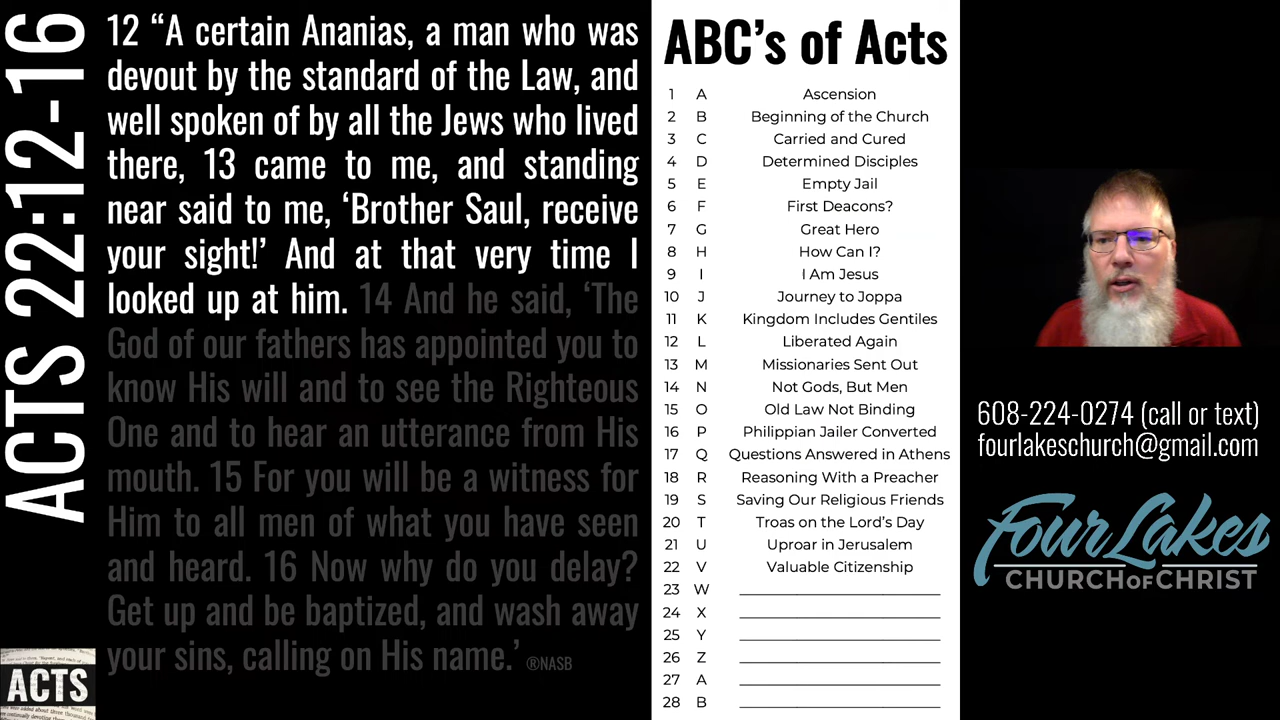 ACTS 22:12-16
12 “A certain Ananias, a man who was
devout by the standard of the Law, and
well spoken of by all the Jews who lived
there, 13 came to me, and standing
near said to me, ‘Brother Saul, receive
your sight!’ And at that very time I
looked up at him. 14 And he said, ‘The
God of our fathers has appointed you to
know His will and to see the Righteous
One and to hear an utterance from His
mouth. 15 For you will be a witness for
Him to all men of what you have seen
and heard. 16 Now why do you delay?
Get up and be baptized, and wash away
your sins, calling on His name.’ ®NASB
ACTS
ABC’s of Acts
1 A Ascension
2 B Beginning of the Church
3 C Carried and Cured
4 D Determined Disciples
5 E Empty Jail
6 F First Deacons?
7 G Great Hero
8 H How Can I?
9 I I Am Jesus
10 J Journey to Joppa
11 K Kingdom Includes Gentiles
12 L Liberated Again
13 M Missionaries Sent Out
14 N Not Gods, But Men
15 O Old Law Not Binding
16 P Philippian Jailer Converted
17 Q Questions Answered in Athens
18 R Reasoning With a Preacher
19 S Saving Our Religious Friends
20 T Troas on the Lord’s Day
21 U Uproar in Jerusalem
22 V Valuable Citizenship
23 W
24 X
25 Y
26 Z
27 A
28 B
608-224-0274 (call or text)
fourlakeschurch@gmail.com
Four Lakes
CHURCH OF CHRIST